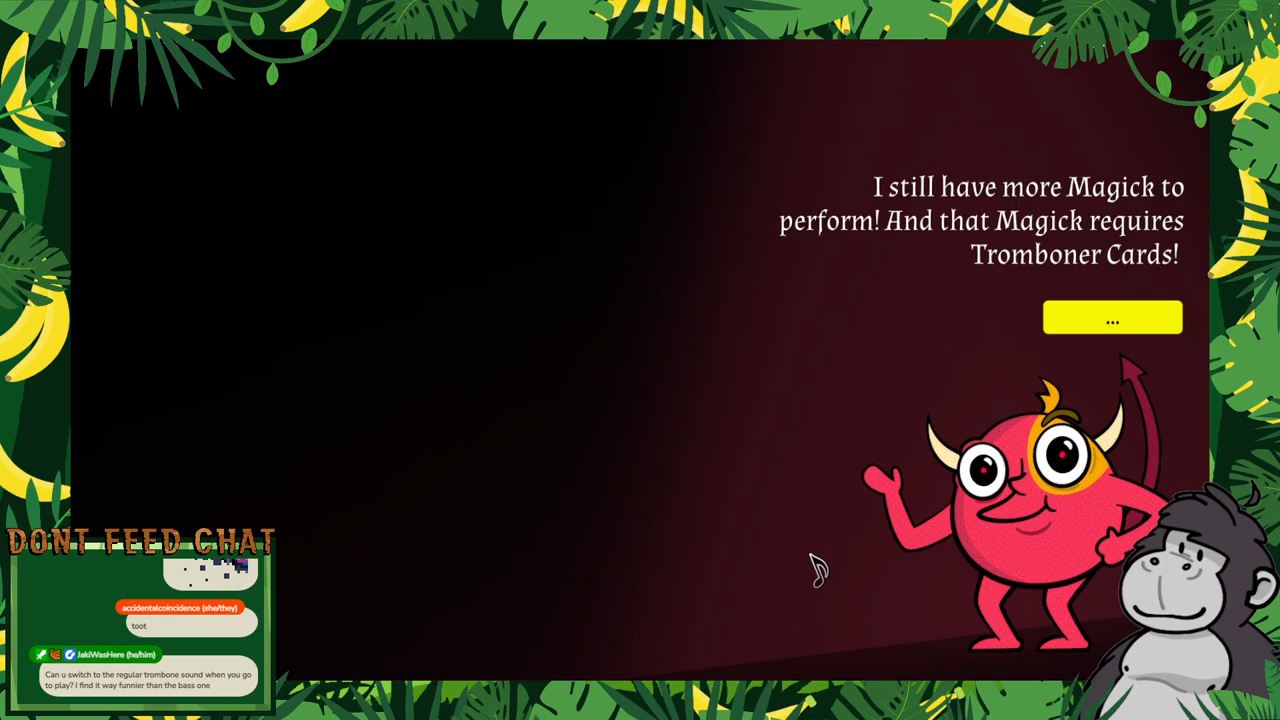 I still have more Magick to
perform! And that Magick requires
Tromboner Cards!
...
DONT FEED CHAT
accidentalcoincidence (she/they)
toot
JakiWasHere (he/him)
Can u switch to the regular trombone sound when you go
to play? I find it way funnier than the bass one